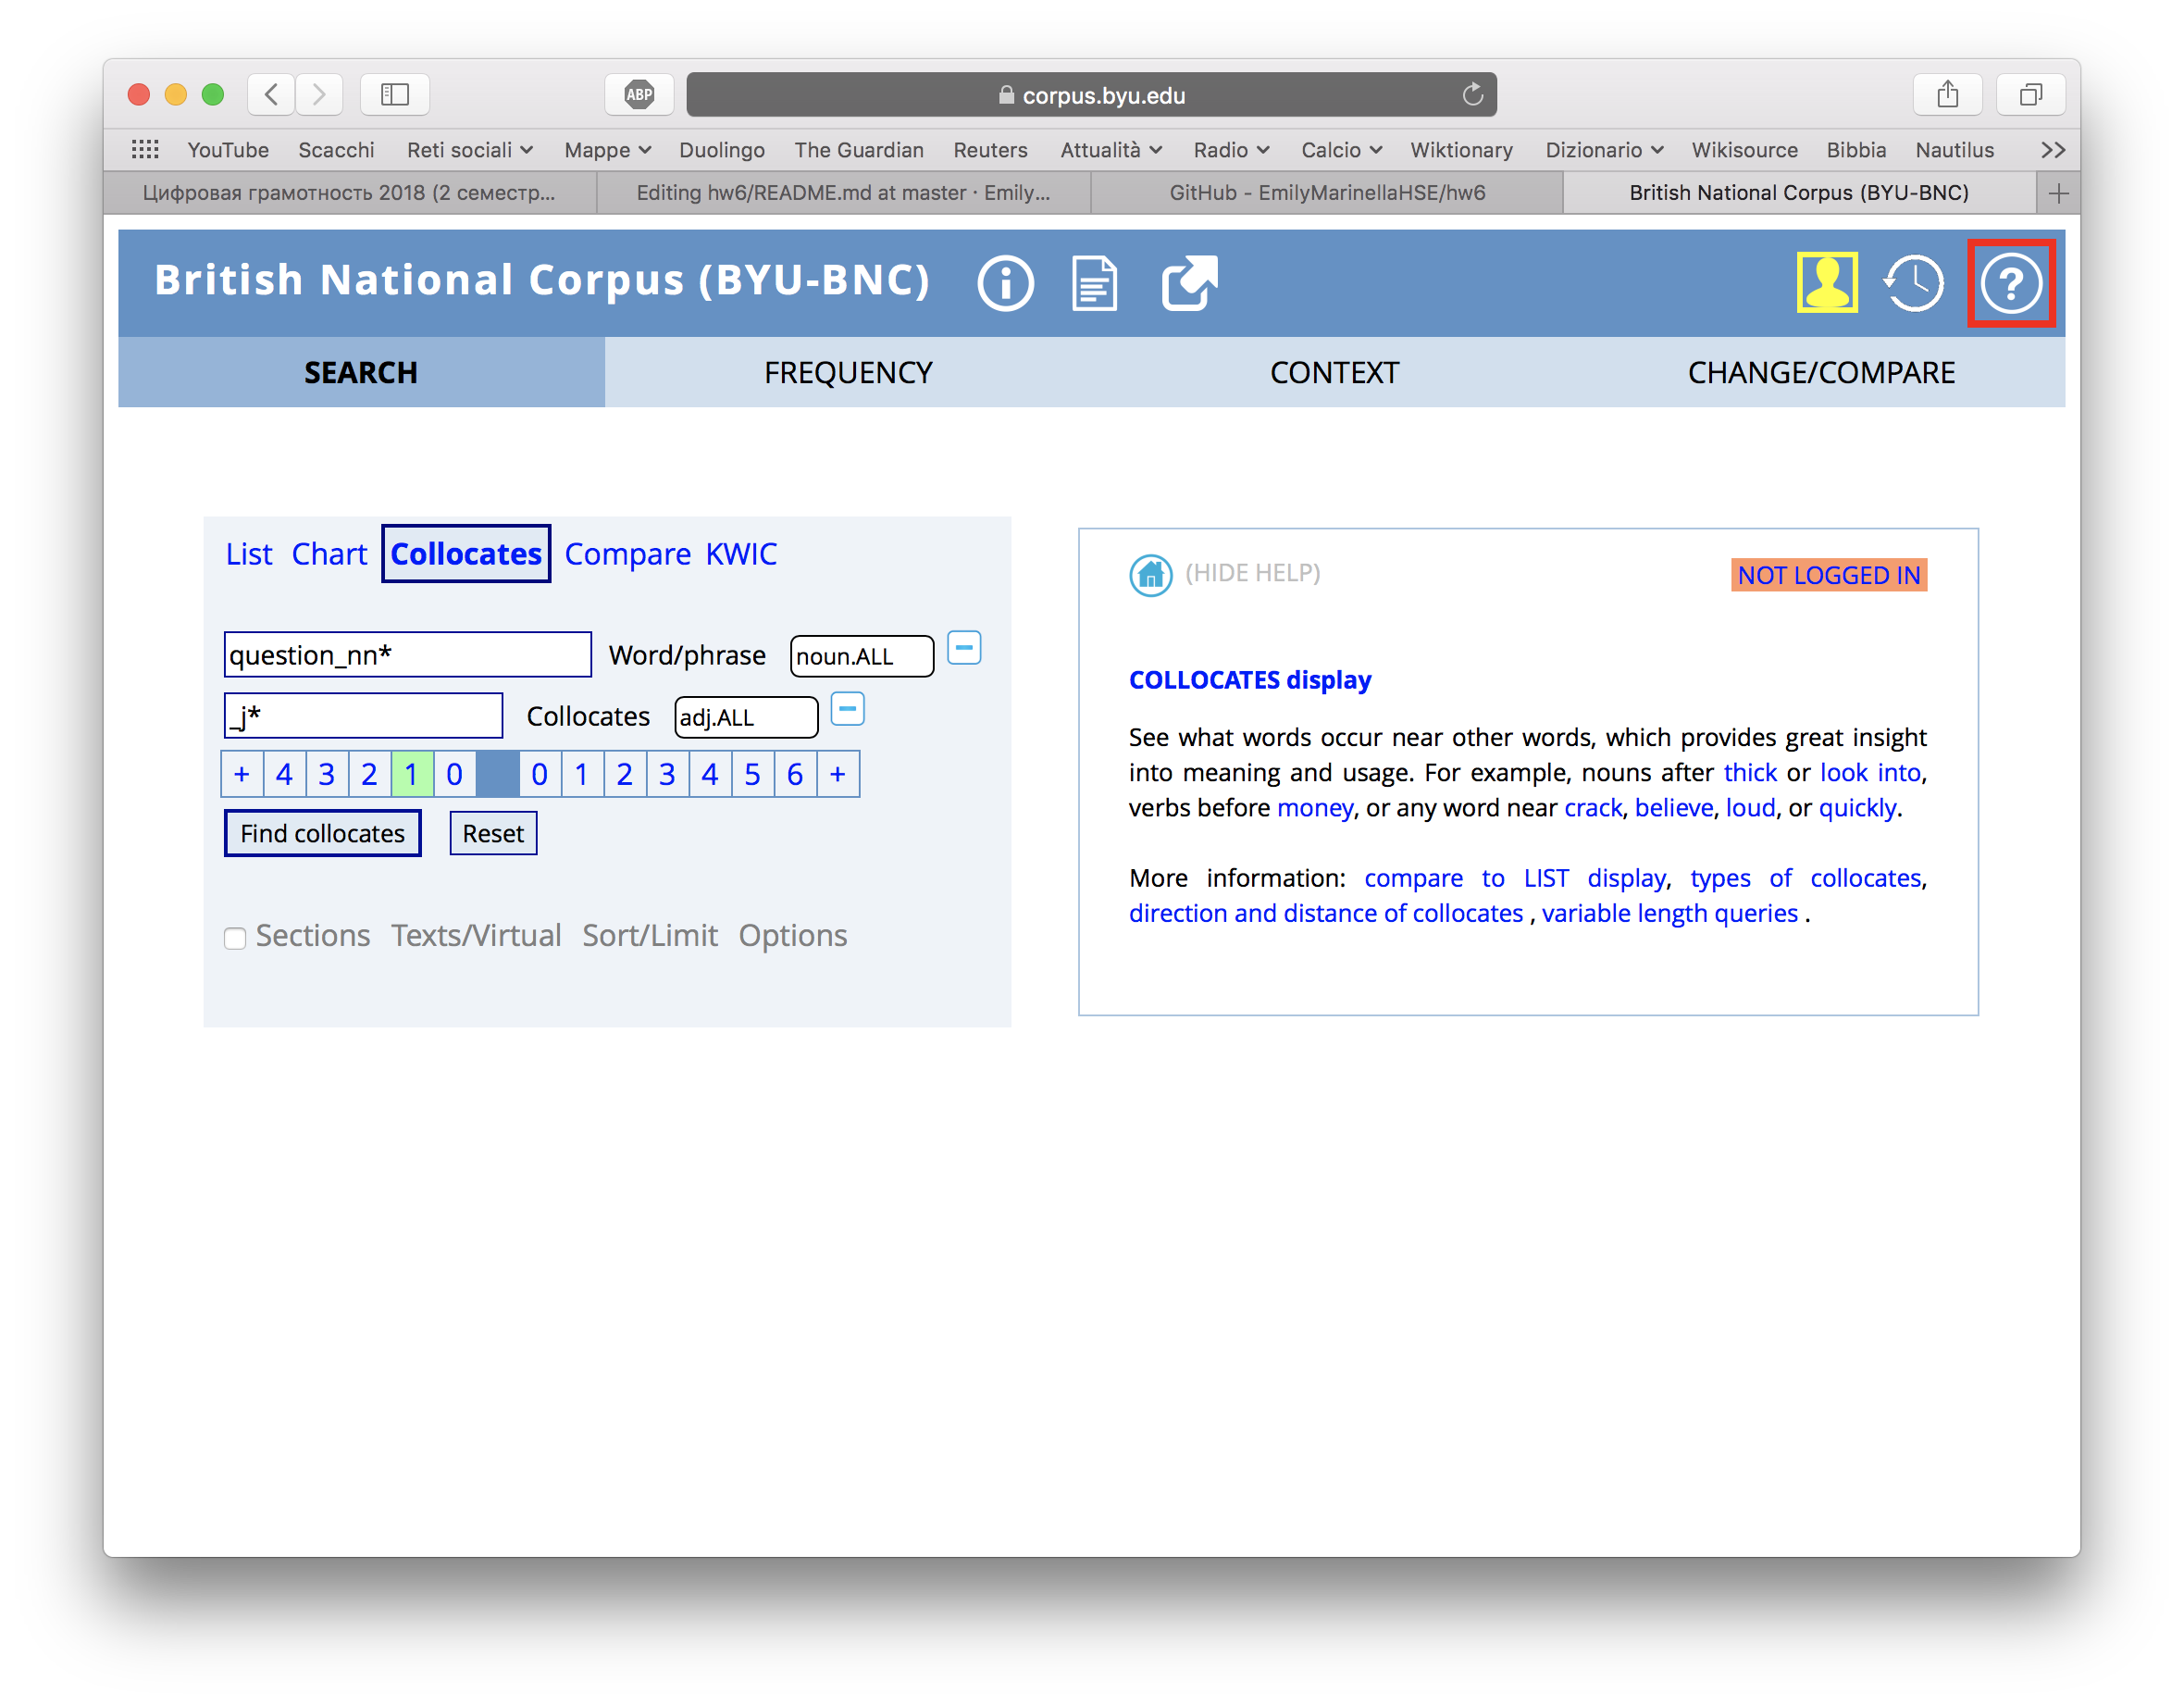 ABP
corpus.byu.edu
YouTube Scacchi Reti sociali Mappe Duolingo The Guardian Reuters Attualità Radio Calcio Wiktionary Dizionario Wikisource Bibbia Nautilus >>
Цифровая грамотность 2018 (2 семестр... Editing hw6/README.md at master · Emily... GitHub - EmilyMarinellaHSE/hw6 British National Corpus (BYU-BNC) +
British National Corpus (BYU-BNC) i ?
SEARCH FREQUENCY CONTEXT CHANGE/COMPARE
List Chart Collocates Compare KWIC
question_nn* Word/phrase noun.ALL −
_j* Collocates adj.ALL −
+ 4 3 2 1 0 0 1 2 3 4 5 6 +
Find collocates Reset
Sections Texts/Virtual Sort/Limit Options
(HIDE HELP) NOT LOGGED IN
COLLOCATES display
See what words occur near other words, which provides great insight
into meaning and usage. For example, nouns after thick or look into,
verbs before money, or any word near crack, believe, loud, or quickly.
More information: compare to LIST display, types of collocates,
direction and distance of collocates , variable length queries .